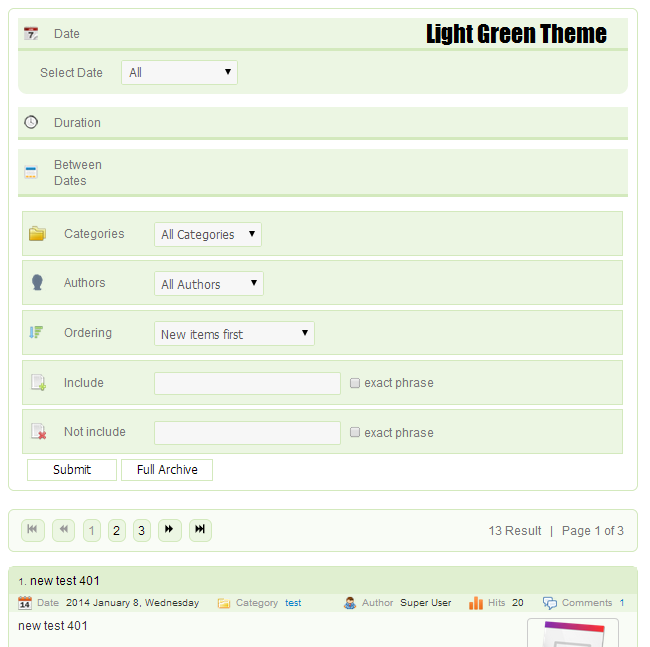 Date
Light Green Theme
Select Date All
Duration
Between
Dates
Categories All Categories
Authors All Authors
Ordering New items first
Include exact phrase
Not include exact phrase
Submit Full Archive
1 2 3 13 Result | Page 1 of 3
1. new test 401
14 Date 2014 January 8, Wednesday Category test Author Super User Hits 20 Comments 1
new test 401